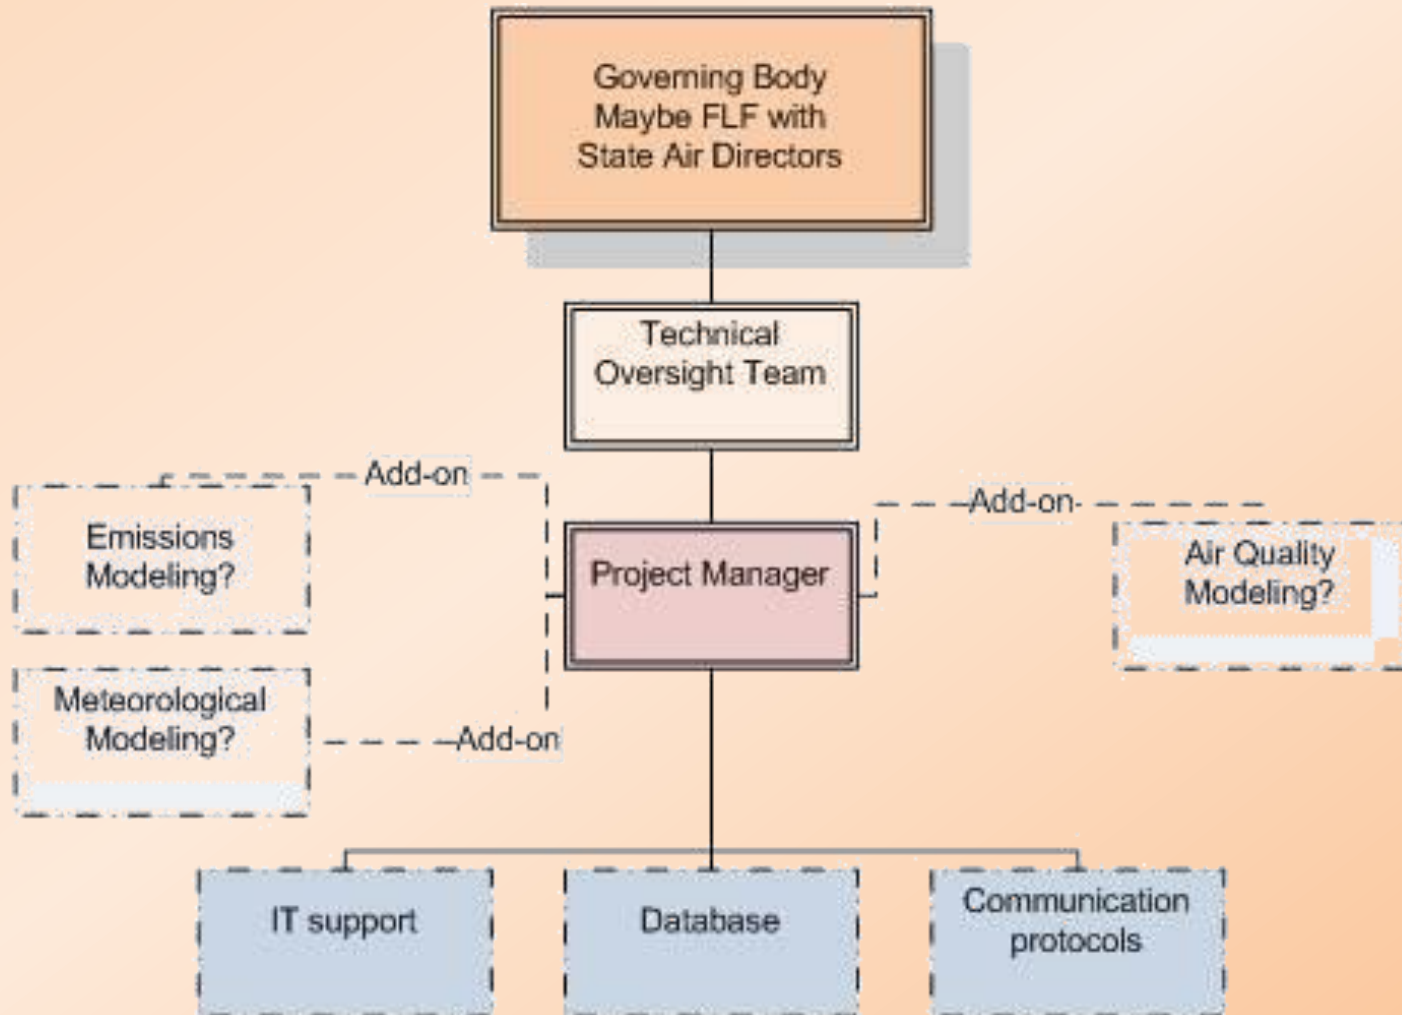 Governing Body
Maybe FLF with
State Air Directors
Technical
Oversight Team
Add-on
Add-on
Emissions
Modeling?
Project Manager
Air Quality
Modeling?
Meteorological
Modeling?
Add-on
IT support
Database
Communication
protocols